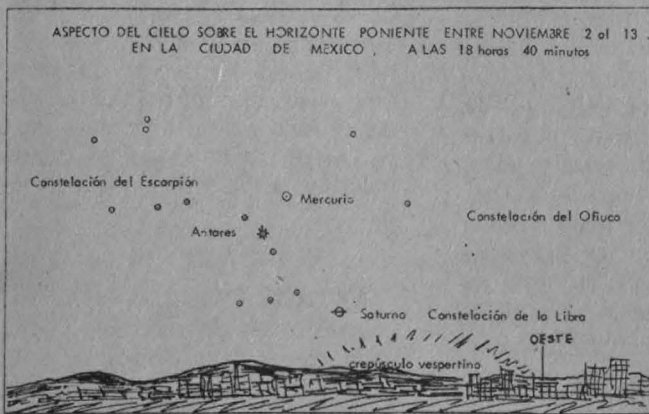 ASPECTO DEL CIELO SOBRE EL HORIZONTE PONIENTE ENTRE NOVIEMBRE 2 al 13 .
EN LA CIUDAD DE MEXICO . A LAS 18 horas 40 minutos
Constelación del Escorpión
Mercurio
Constelación del Ofiuco
Antares
Saturno Constelación de la Libra
OESTE
crepúsculo vespertino